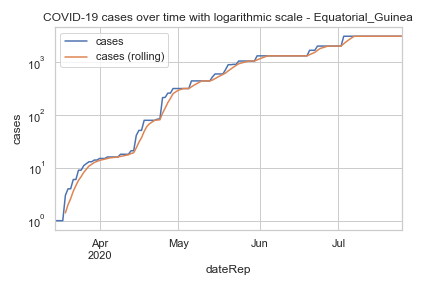 COVID-19 cases over time with logarithmic scale - Equatorial_Guinea
cases
cases (rolling)
10³
10²
10¹
10⁰
cases
Apr
2020
May
Jun
Jul
dateRep